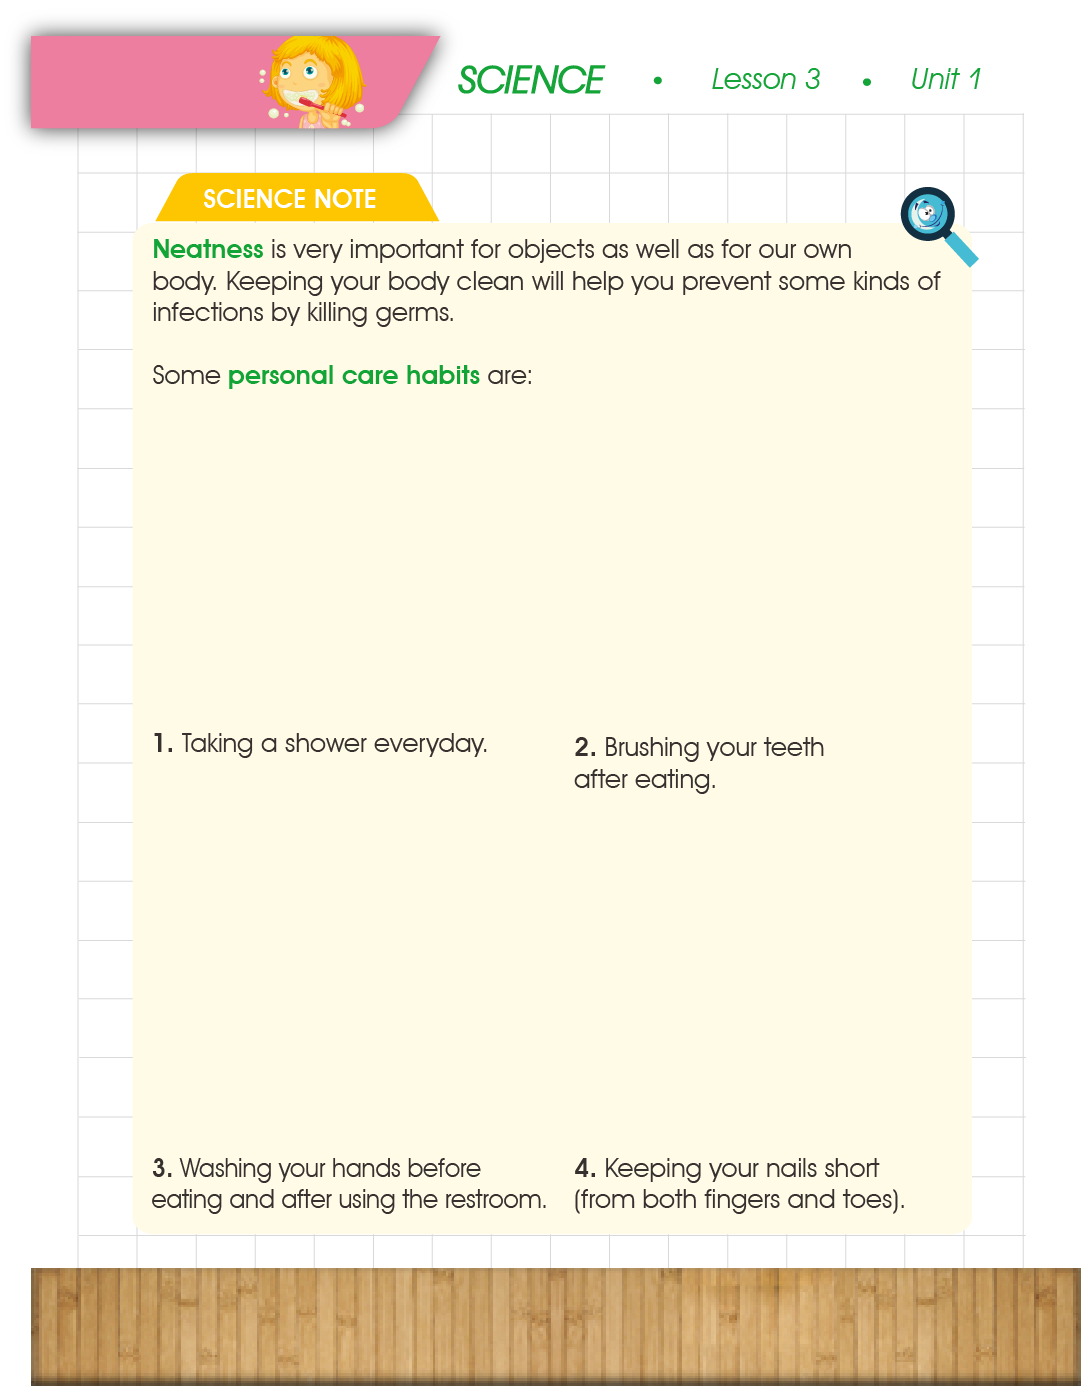 SCIENCE • Lesson 3 • Unit 1
SCIENCE NOTE
Neatness is very important for objects as well as for our own
body. Keeping your body clean will help you prevent some kinds of
infections by killing germs.
Some personal care habits are:
1. Taking a shower everyday.
2. Brushing your teeth
after eating.
3. Washing your hands before
eating and after using the restroom.
4. Keeping your nails short
(from both fingers and toes).